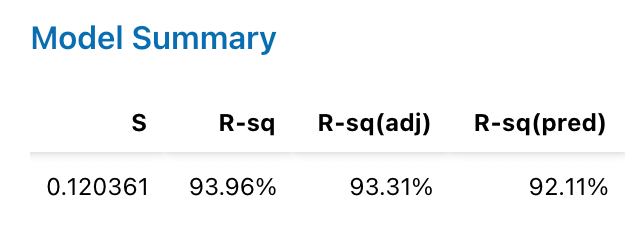 Model Summary
S R-sq R-sq(adj) R-sq(pred)
0.120361 93.96% 93.31% 92.11%